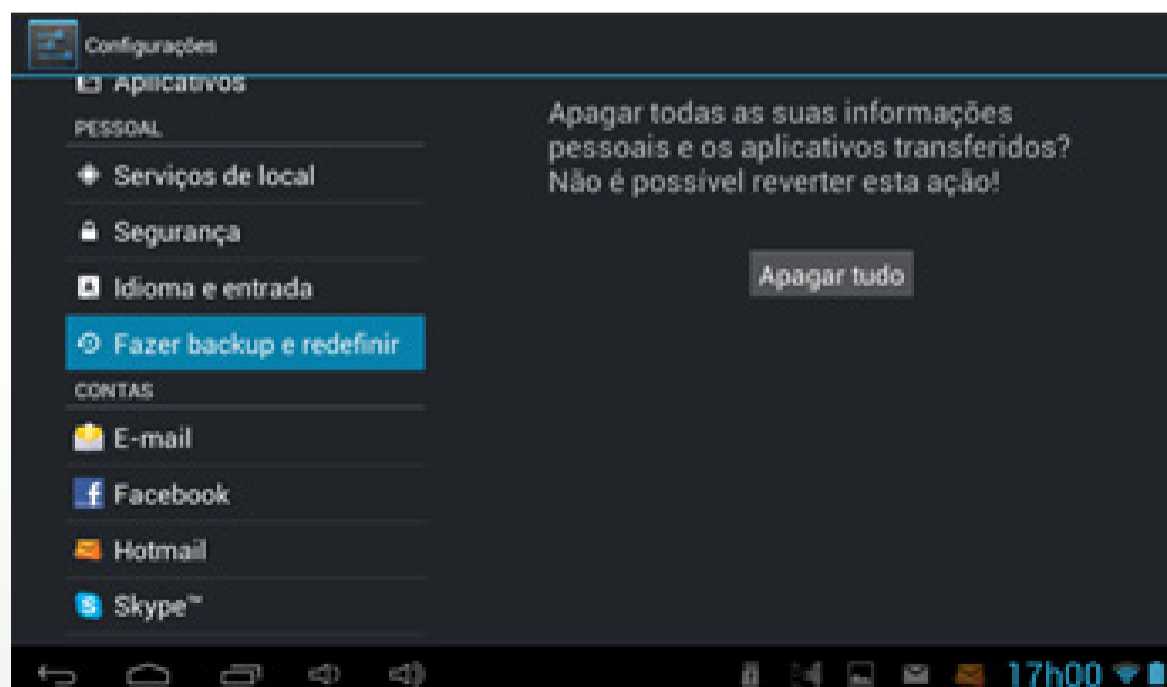 Configurações
Aplicativos
PESSOAL
Serviços de local
Segurança
Idioma e entrada
Fazer backup e redefinir
CONTAS
E-mail
Facebook
Hotmail
Skype™
Apagar todas as suas informações
pessoais e os aplicativos transferidos?
Não é possível reverter esta ação!
Apagar tudo
17h00